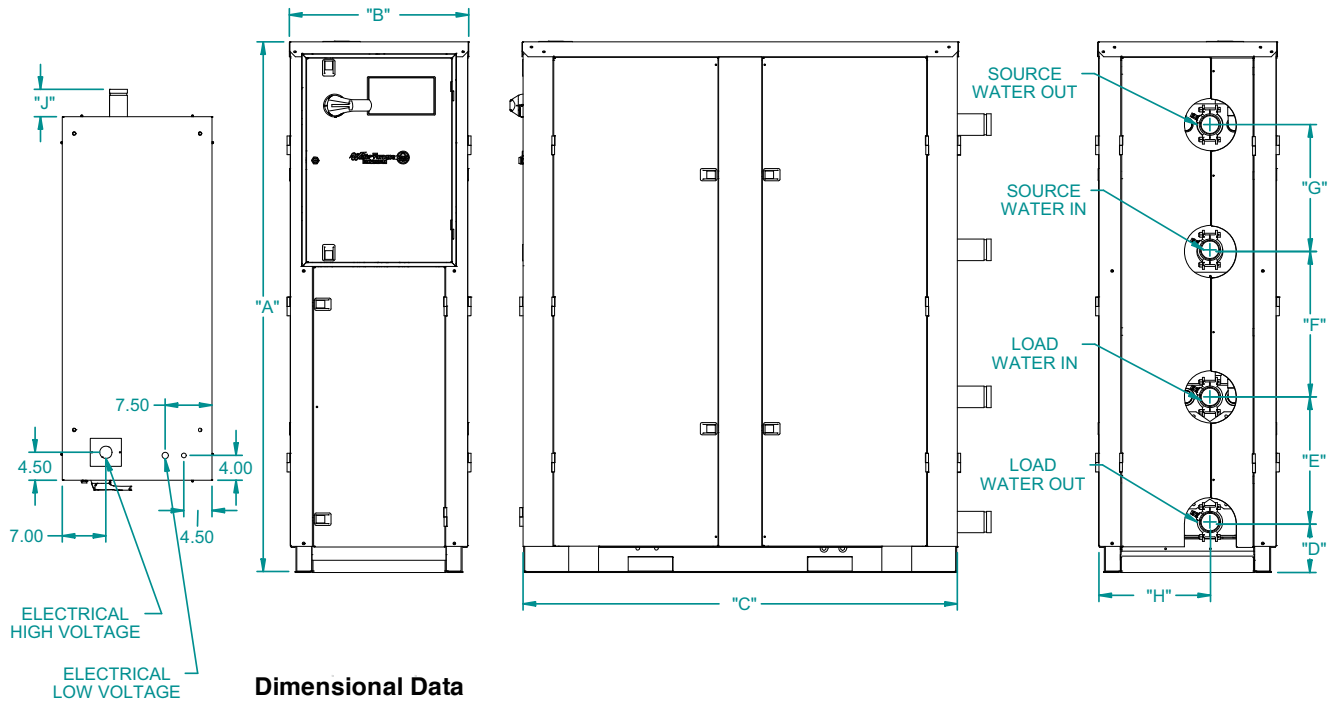 "B"
"J"
SOURCE
WATER OUT
SOURCE
WATER IN
"G"
"A"
"F"
LOAD
WATER IN
7.50
4.50
4.00
"E"
LOAD
WATER OUT
7.00
4.50
"D"
"C"
"H"
ELECTRICAL
HIGH VOLTAGE
ELECTRICAL
LOW VOLTAGE
Dimensional Data